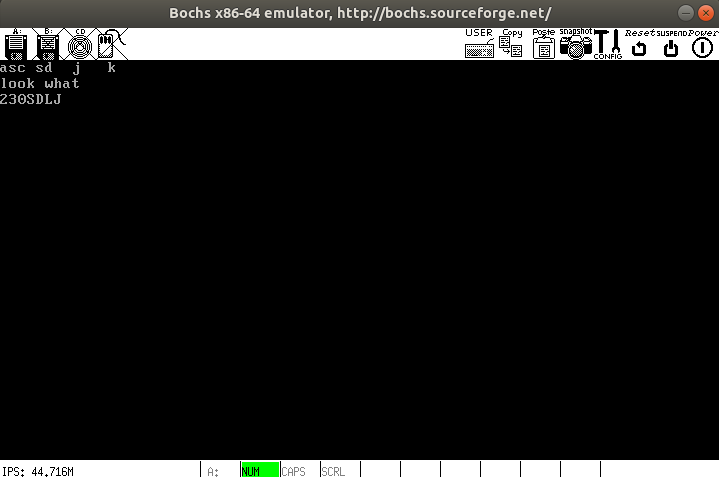 Bochs x86-64 emulator, http://bochs.sourceforge.net/
A: B: CD USER Copy Paste snapshot CONFIG Reset SUSPEND Power
asc sd   j   k
look what
230SDLJ
IPS: 44.716M A: NUM CAPS SCRL